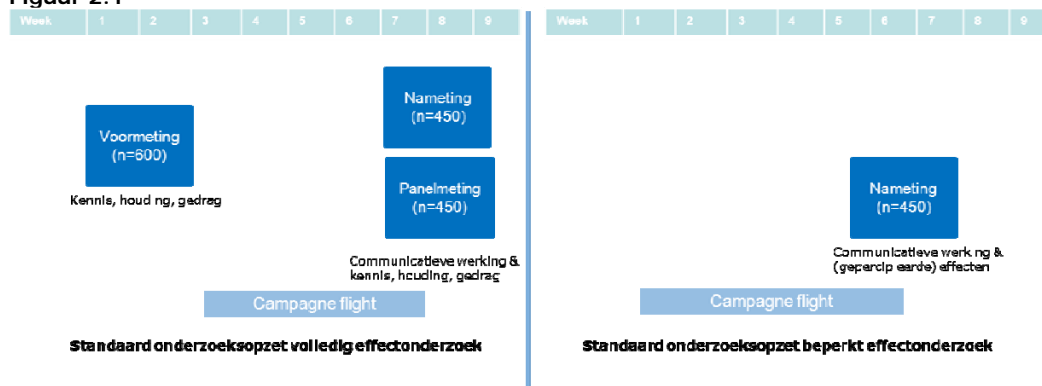 Figuur 2.1
Week 1 2 3 4 5 6 7 8 9
Voormeting
(n=600)
Kennis, houding, gedrag
Nameting
(n=450)
Panelmeting
(n=450)
Communicatieve werking &
kennis, houding, gedrag
Campagne flight
Standaard onderzoeksopzet volledig effectonderzoek
Week 1 2 3 4 5 6 7 8 9
Nameting
(n=450)
Communicatieve werking &
(gepercipieerde) effecten
Campagne flight
Standaard onderzoeksopzet beperkt effectonderzoek